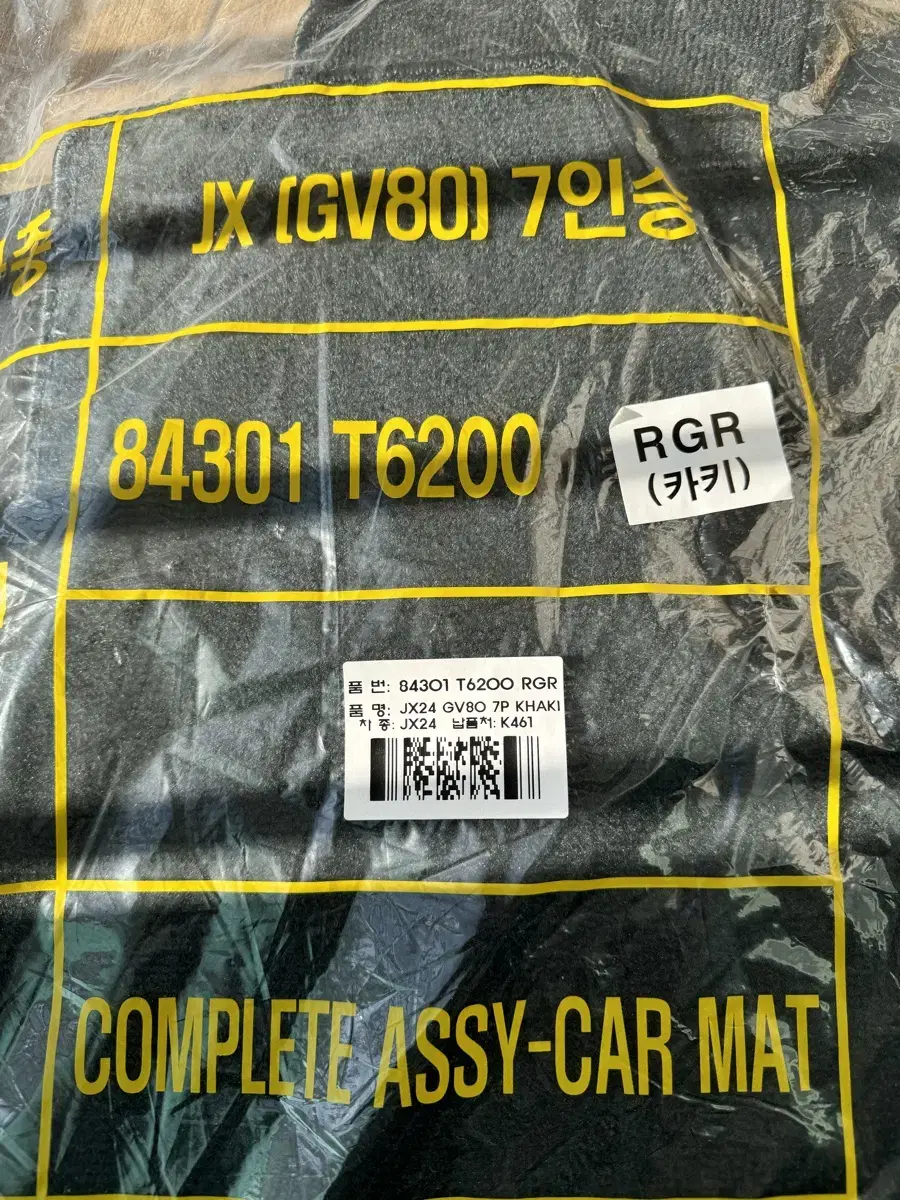 JX (GV80) 7인승
84301 T6200
RGR
(카키)
품 번: 84301 T6200 RGR
품 명: JX24 GV80 7P KHAKI
차 종: JX24 납품처: K461
COMPLETE ASSY-CAR MAT